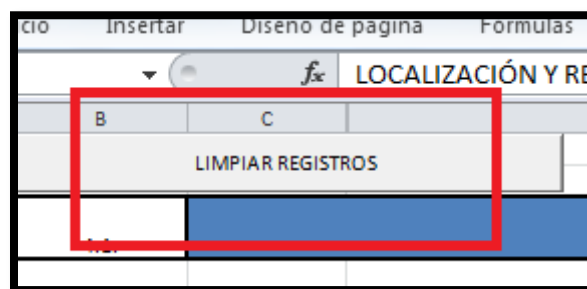 cio Insertar Diseño de página Fórmulas
fx LOCALIZACIÓN Y RE
B C
LIMPIAR REGISTROS